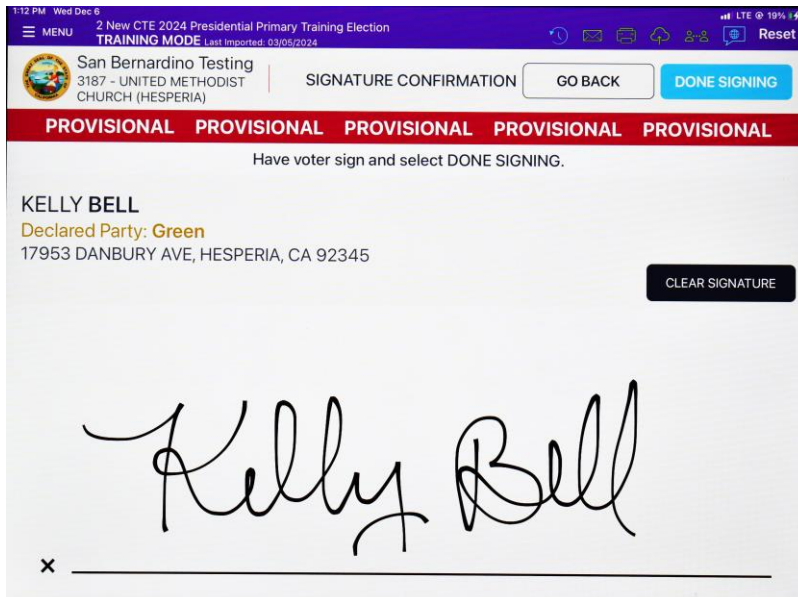 1:12 PM Wed Dec 6
LTE 19%
MENU
2 New CTE 2024 Presidential Primary Training Election
TRAINING MODE Last Imported: 03/05/2024
Reset
San Bernardino Testing
3187 - UNITED METHODIST
CHURCH (HESPERIA)
SIGNATURE CONFIRMATION
GO BACK
DONE SIGNING
PROVISIONAL PROVISIONAL PROVISIONAL PROVISIONAL PROVISIONAL
Have voter sign and select DONE SIGNING.
KELLY BELL
Declared Party: Green
17953 DANBURY AVE, HESPERIA, CA 92345
CLEAR SIGNATURE
Kelly Bell
×